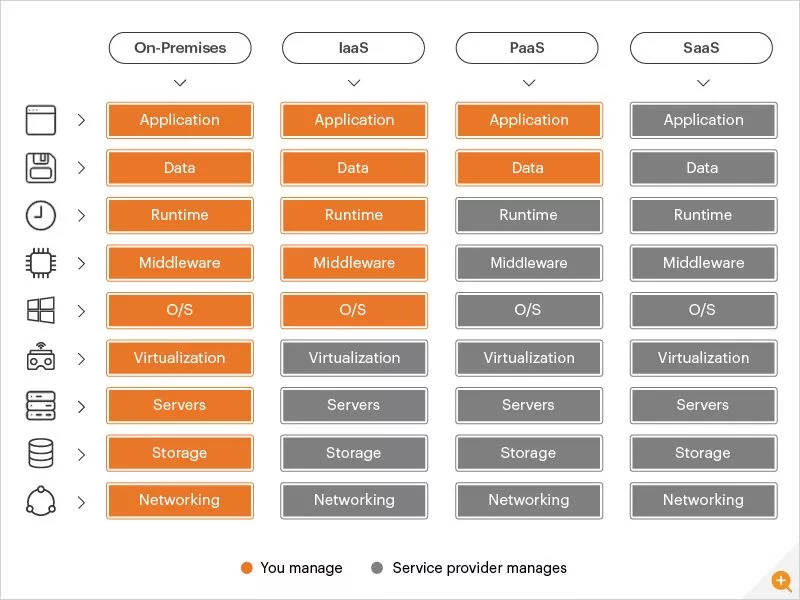 On-Premises IaaS PaaS SaaS
Application Application Application Application
Data Data Data Data
Runtime Runtime Runtime Runtime
Middleware Middleware Middleware Middleware
O/S O/S O/S O/S
Virtualization Virtualization Virtualization Virtualization
Servers Servers Servers Servers
Storage Storage Storage Storage
Networking Networking Networking Networking
You manage Service provider manages